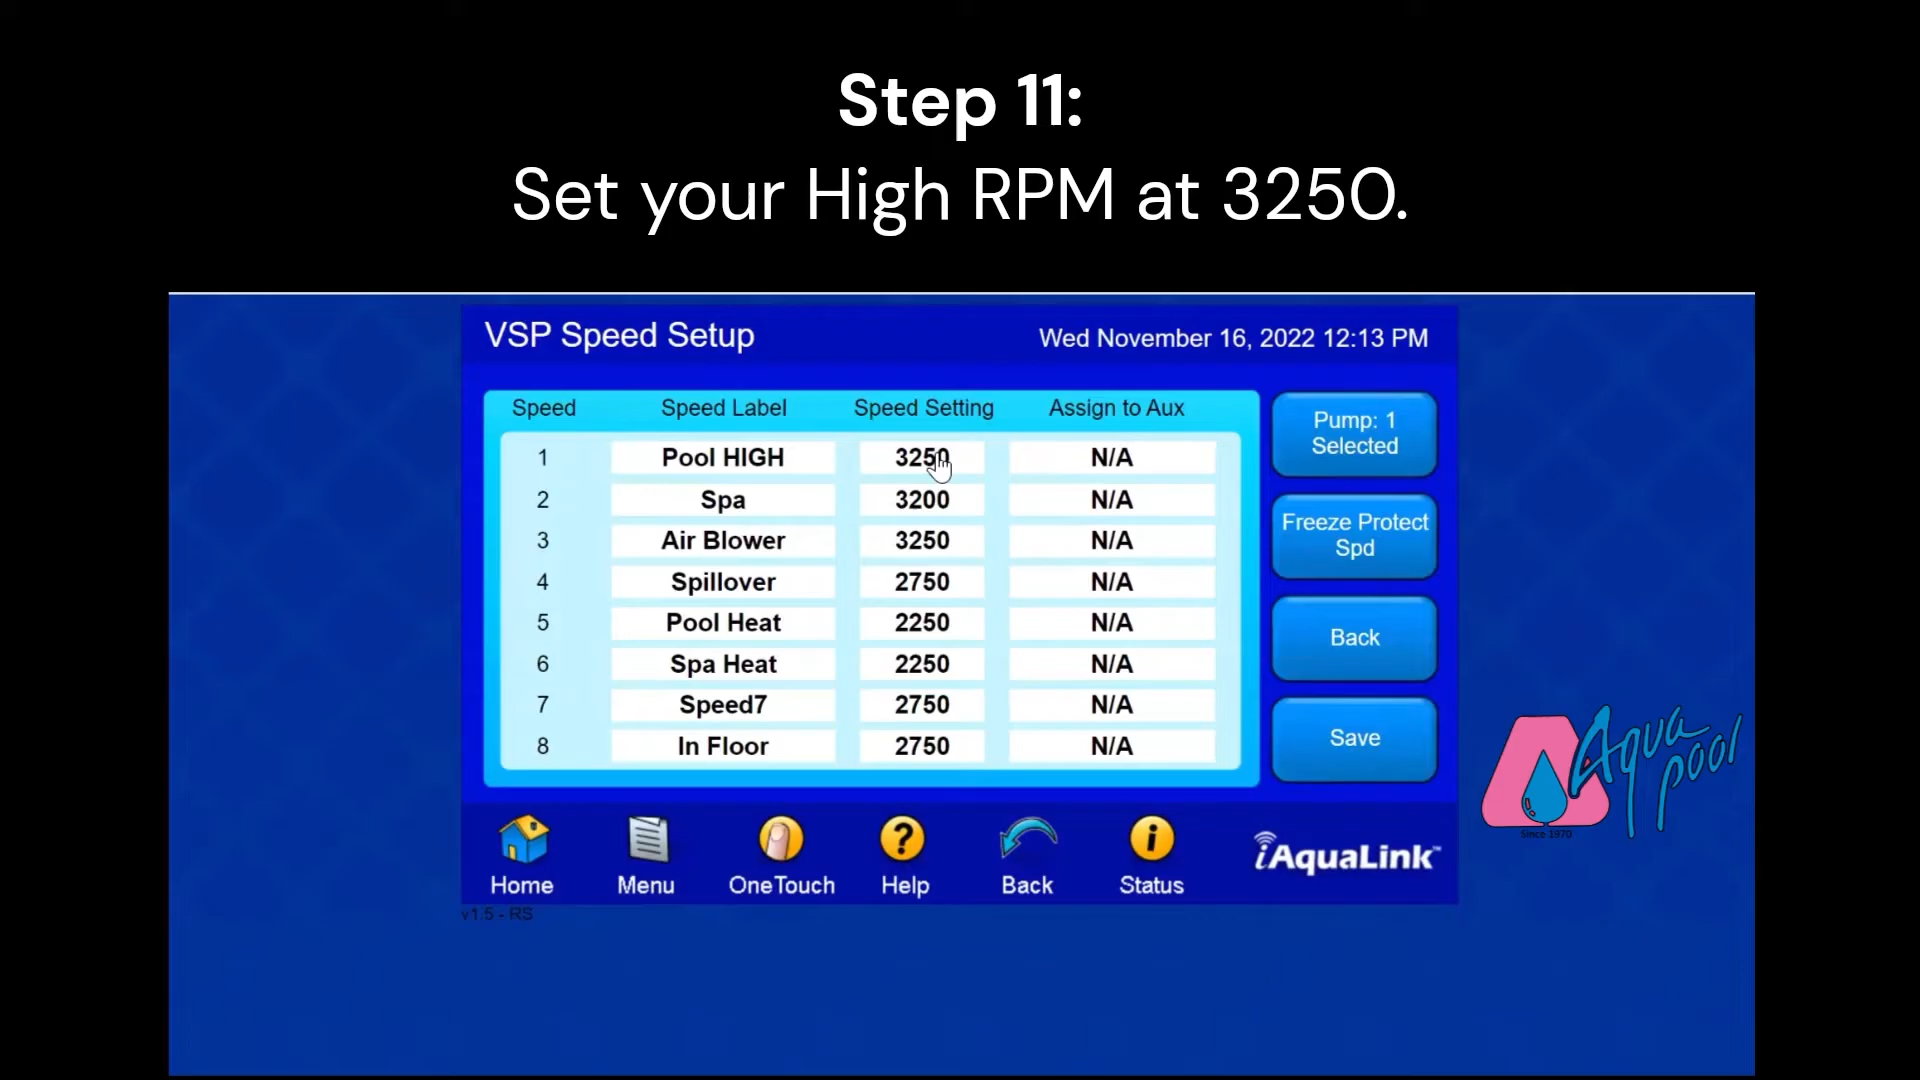 Step 11:
Set your High RPM at 3250.
VSP Speed Setup
Wed November 16, 2022 12:13 PM
Speed Speed Label Speed Setting Assign to Aux
1 Pool HIGH 3250 N/A
2 Spa 3200 N/A
3 Air Blower 3250 N/A
4 Spillover 2750 N/A
5 Pool Heat 2250 N/A
6 Spa Heat 2250 N/A
7 Speed7 2750 N/A
8 In Floor 2750 N/A
Pump: 1
Selected
Freeze Protect
Spd
Back
Save
Aqua
pool
Since 1970
Home Menu OneTouch Help Back Status
iAquaLink™
v1.5 - RS